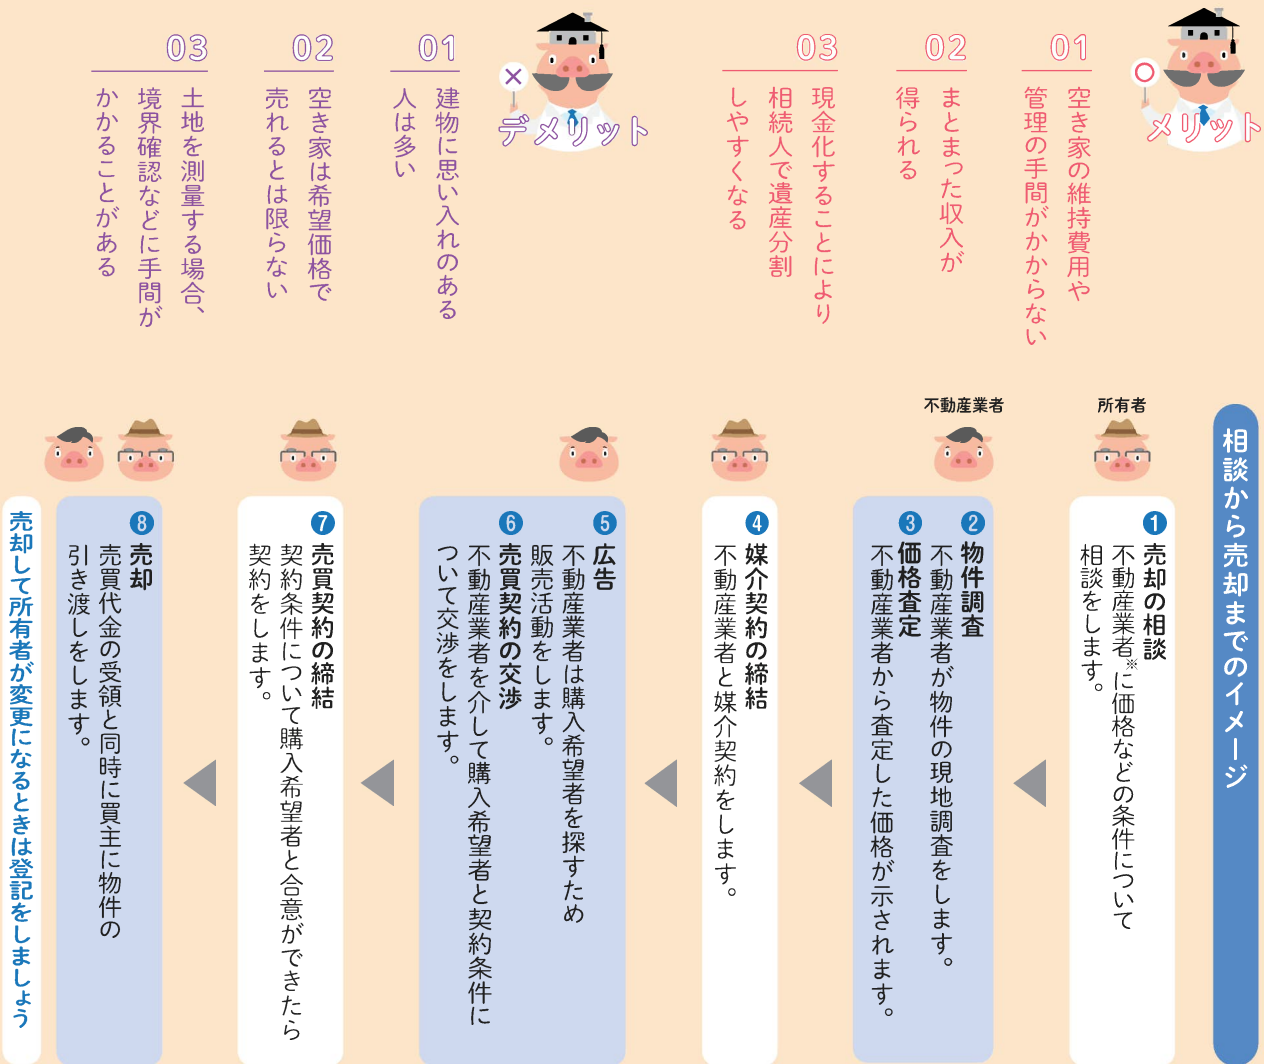 メリット
01
空き家の維持費用や
管理の手間がかからない
02
まとまった収入が
得られる
03
現金化することにより
相続人で遺産分割
しやすくなる
デメリット
01
建物に思い入れのある
人は多い
02
空き家は希望価格で
売れるとは限らない
03
土地を測量する場合、
境界確認などに手間が
かかることがある
相談から売却までのイメージ
所有者
❶
売却の相談
不動産業者※に価格などの条件について
相談をします。
不動産業者
❷
物件調査
不動産業者が物件の現地調査をします。
❸
価格査定
不動産業者から査定した価格が示されます。
❹
媒介契約の締結
不動産業者と媒介契約をします。
❺
広告
不動産業者は購入希望者を探すため
販売活動をします。
❻
売買契約の交渉
不動産業者を介して購入希望者と契約条件に
ついて交渉をします。
❼
売買契約の締結
契約条件について購入希望者と合意ができたら
契約をします。
❽
売却
売買代金の受領と同時に買主に物件の
引き渡しをします。
売却して所有者が変更になるときは登記をしましょう